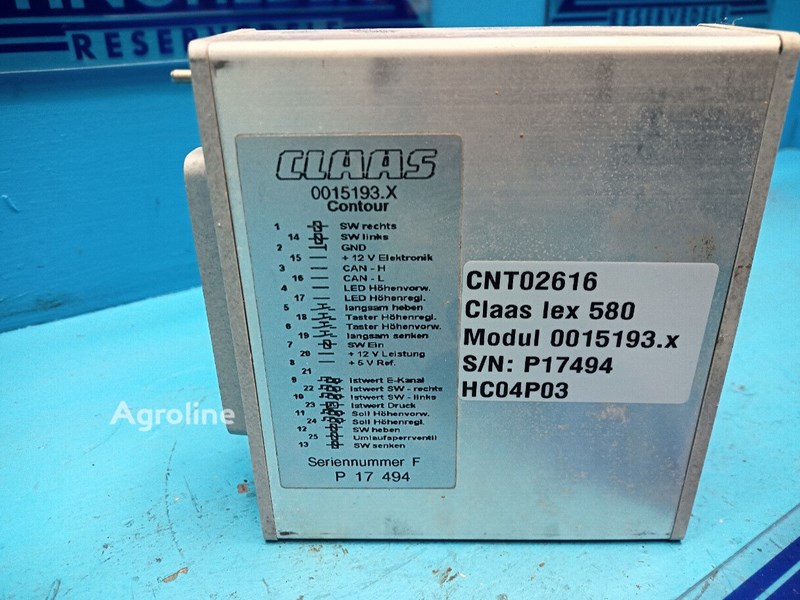 RESERVEDELE
CLAAS
0015193.X
Contour
1 SW rechts
14 SW links
2 GND
15 + 12 V Elektronik
3 CAN - H
16 CAN - L
4 LED Höhenvorw.
17 LED Höhenregl.
5 langsam heben
18 Taster Höhenregl.
6 Taster Höhenvorw.
19 langsam senken
7 SW Ein
20 + 12 V Leistung
8 + 5 V Ref.
21
9 Istwert E-Kanal
22 Istwert SW - rechts
10 Istwert SW - links
23 Istwert Druck
11 Soll Höhenvorw.
24 Soll Höhenregl.
12 SW heben
25 Umlaufsperrventil
13 SW senken
Seriennummer F
P 17 494
CNT02616
Claas lex 580
Modul 0015193.x
S/N: P17494
HC04P03
Agroline